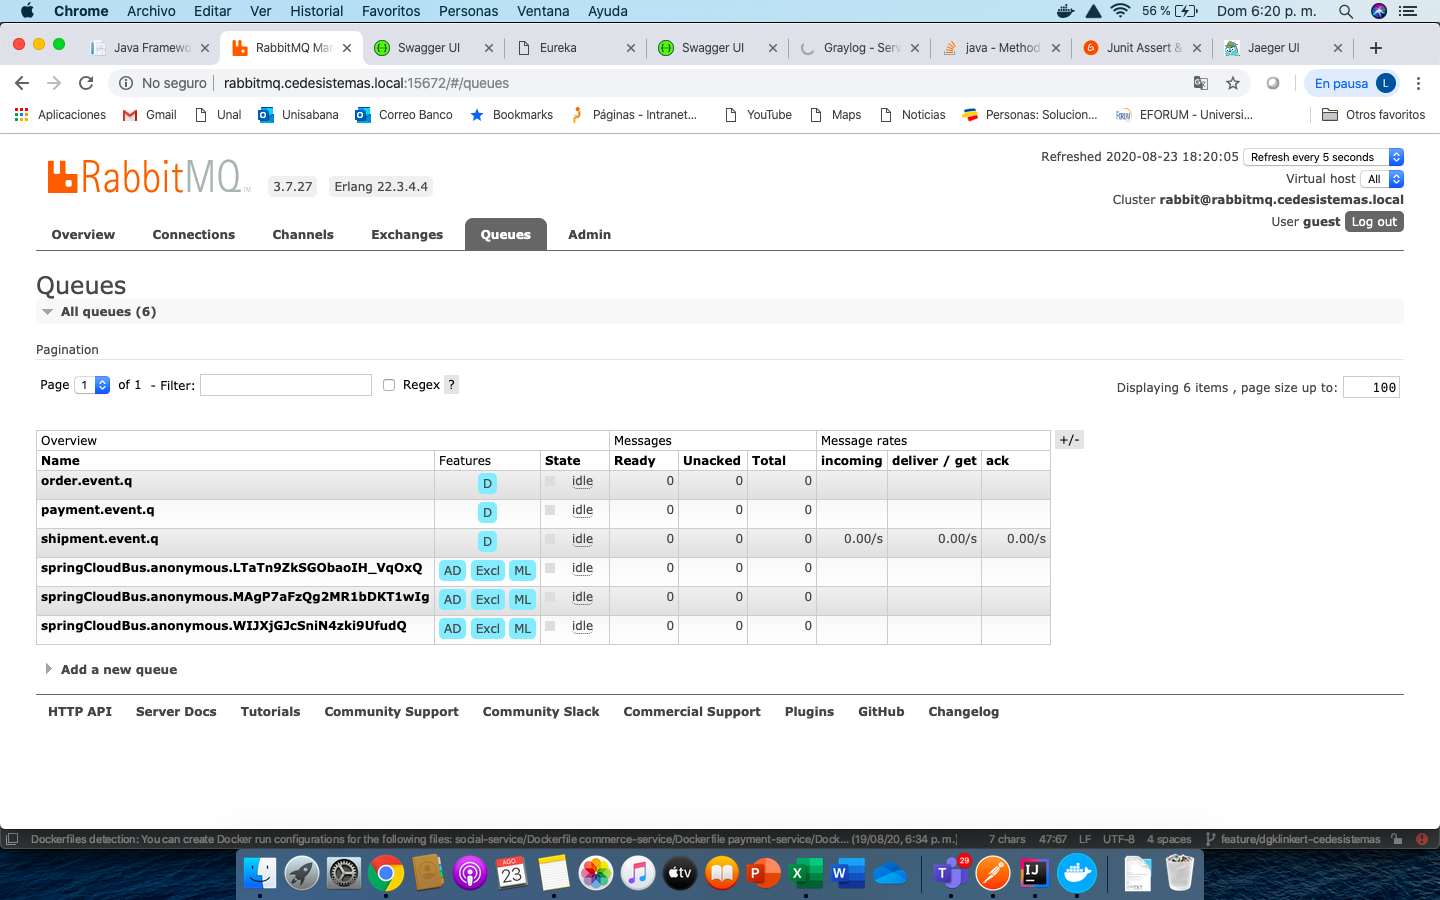 Chrome Archivo Editar Ver Historial Favoritos Personas Ventana Ayuda 56 % Dom 6:20 p. m.
Java Framewo RabbitMQ Mar Swagger UI Eureka Swagger UI Graylog - Serv java - Method Junit Assert & Jaeger UI
No seguro rabbitmq.cedesistemas.local:15672/#/queues En pausa L
Aplicaciones Gmail Unal Unisabana Correo Banco Bookmarks Páginas - Intranet... YouTube Maps Noticias Personas: Solucion... EFORUM - Universi... Otros favoritos
Refreshed 2020-08-23 18:20:05 Refresh every 5 seconds
RabbitMQ TM 3.7.27 Erlang 22.3.4.4
Virtual host All
Cluster rabbit@rabbitmq.cedesistemas.local
User guest Log out
Overview Connections Channels Exchanges Queues Admin
Queues
All queues (6)
Pagination
Page 1 of 1 - Filter: Regex ? Displaying 6 items , page size up to: 100
Overview Messages Message rates +/-
Name Features State Ready Unacked Total incoming deliver / get ack
order.event.q D idle 0 0 0
payment.event.q D idle 0 0 0
shipment.event.q D idle 0 0 0 0.00/s 0.00/s 0.00/s
springCloudBus.anonymous.LTaTn9ZkSGObaoIH_VqOxQ AD Excl ML idle 0 0 0
springCloudBus.anonymous.MAgP7aFzQg2MR1bDKT1wIg AD Excl ML idle 0 0 0
springCloudBus.anonymous.WIJXjGJcSniN4zki9UfudQ AD Excl ML idle 0 0 0
Add a new queue
HTTP API Server Docs Tutorials Community Support Community Slack Commercial Support Plugins GitHub Changelog
Dockerfiles detection: You can create Docker run configurations for the following files: social-service/Dockerfile commerce-service/Dockerfile payment-service/Dock... (19/08/20, 6:34 p. m.) 7 chars 47:67 LF UTF-8 4 spaces feature/dgklinkert-cedesistemas
AGO. 23 tv P X W T 29 IJ TXT